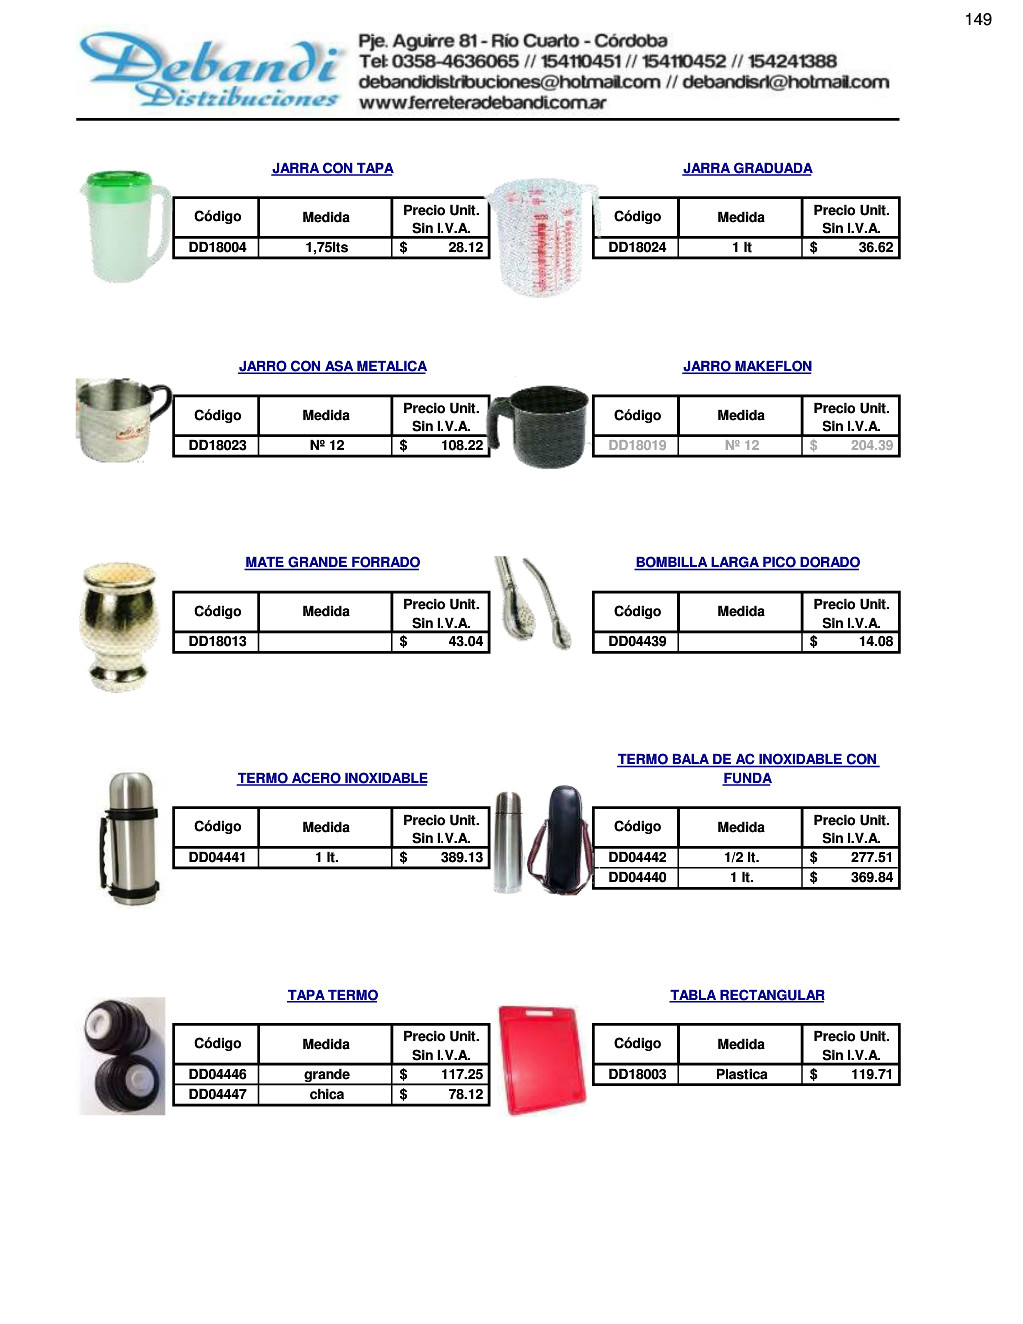 149
Debandi
Distribuciones
Pje. Aguirre 81 - Río Cuarto - Córdoba
Tel: 0358-4636065 // 154110451 // 154110452 // 154241388
debandidistribuciones@hotmail.com // debandisrl@hotmail.com
www.ferreteradebandi.com.ar
JARRA CON TAPA
Código Medida Precio Unit. Sin I.V.A.
DD18004 1,75lts $ 28.12
JARRA GRADUADA
Código Medida Precio Unit. Sin I.V.A.
DD18024 1 lt $ 36.62
JARRO CON ASA METALICA
Código Medida Precio Unit. Sin I.V.A.
DD18023 Nº 12 $ 108.22
JARRO MAKEFLON
Código Medida Precio Unit. Sin I.V.A.
DD18019 Nº 12 $ 204.39
MATE GRANDE FORRADO
Código Medida Precio Unit. Sin I.V.A.
DD18013 $ 43.04
BOMBILLA LARGA PICO DORADO
Código Medida Precio Unit. Sin I.V.A.
DD04439 $ 14.08
TERMO ACERO INOXIDABLE
Código Medida Precio Unit. Sin I.V.A.
DD04441 1 lt. $ 389.13
TERMO BALA DE AC INOXIDABLE CON
FUNDA
Código Medida Precio Unit. Sin I.V.A.
DD04442 1/2 lt. $ 277.51
DD04440 1 lt. $ 369.84
TAPA TERMO
Código Medida Precio Unit. Sin I.V.A.
DD04446 grande $ 117.25
DD04447 chica $ 78.12
TABLA RECTANGULAR
Código Medida Precio Unit. Sin I.V.A.
DD18003 Plastica $ 119.71